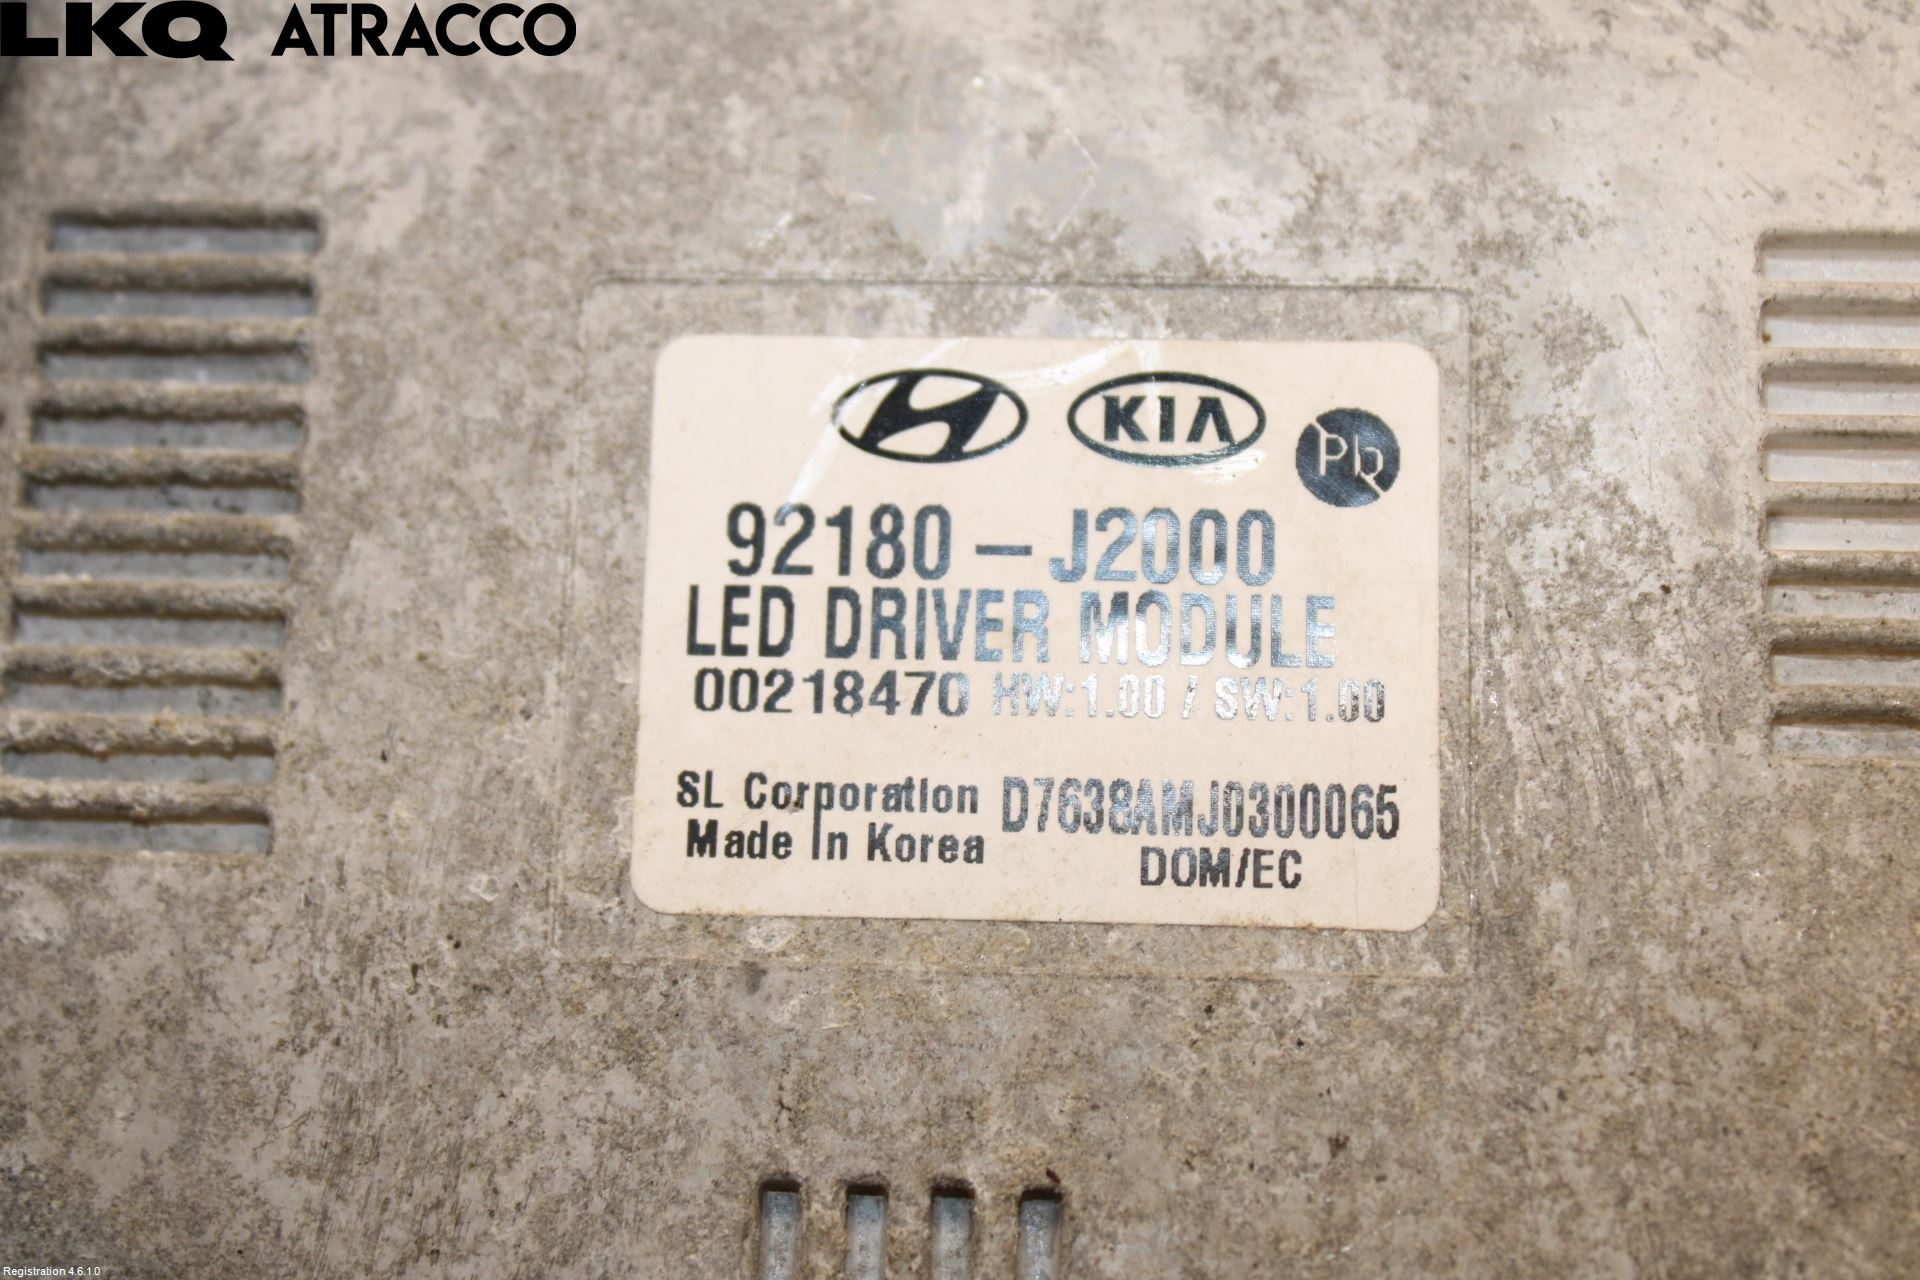 LKQ ATRACCO
KIA
Pb
92180-J2000
LED DRIVER MODULE
00218470 HW:1.00 / SW:1.00
SL Corporation D7638AMJ0300065
Made In Korea DOM/EC
Registration 4.6.1.0